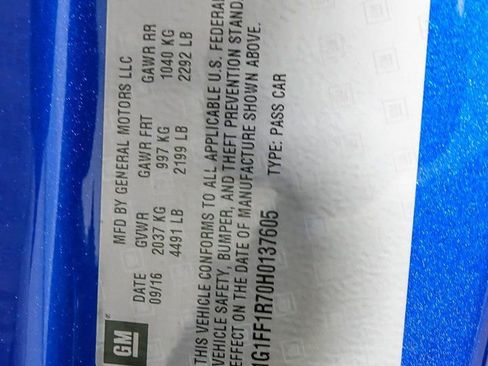 GM
MFD BY GENERAL MOTORS LLC
DATE GVWR GAWR FRT GAWR RR
09/16 2037 KG 997 KG 1040 KG
4491 LB 2199 LB 2292 LB
THIS VEHICLE CONFORMS TO ALL APPLICABLE U.S. FEDERAL
VEHICLE SAFETY, BUMPER, AND THEFT PREVENTION STAND
EFFECT ON THE DATE OF MANUFACTURE SHOWN ABOVE.
1G1FF1R70H0137605 TYPE: PASS CAR